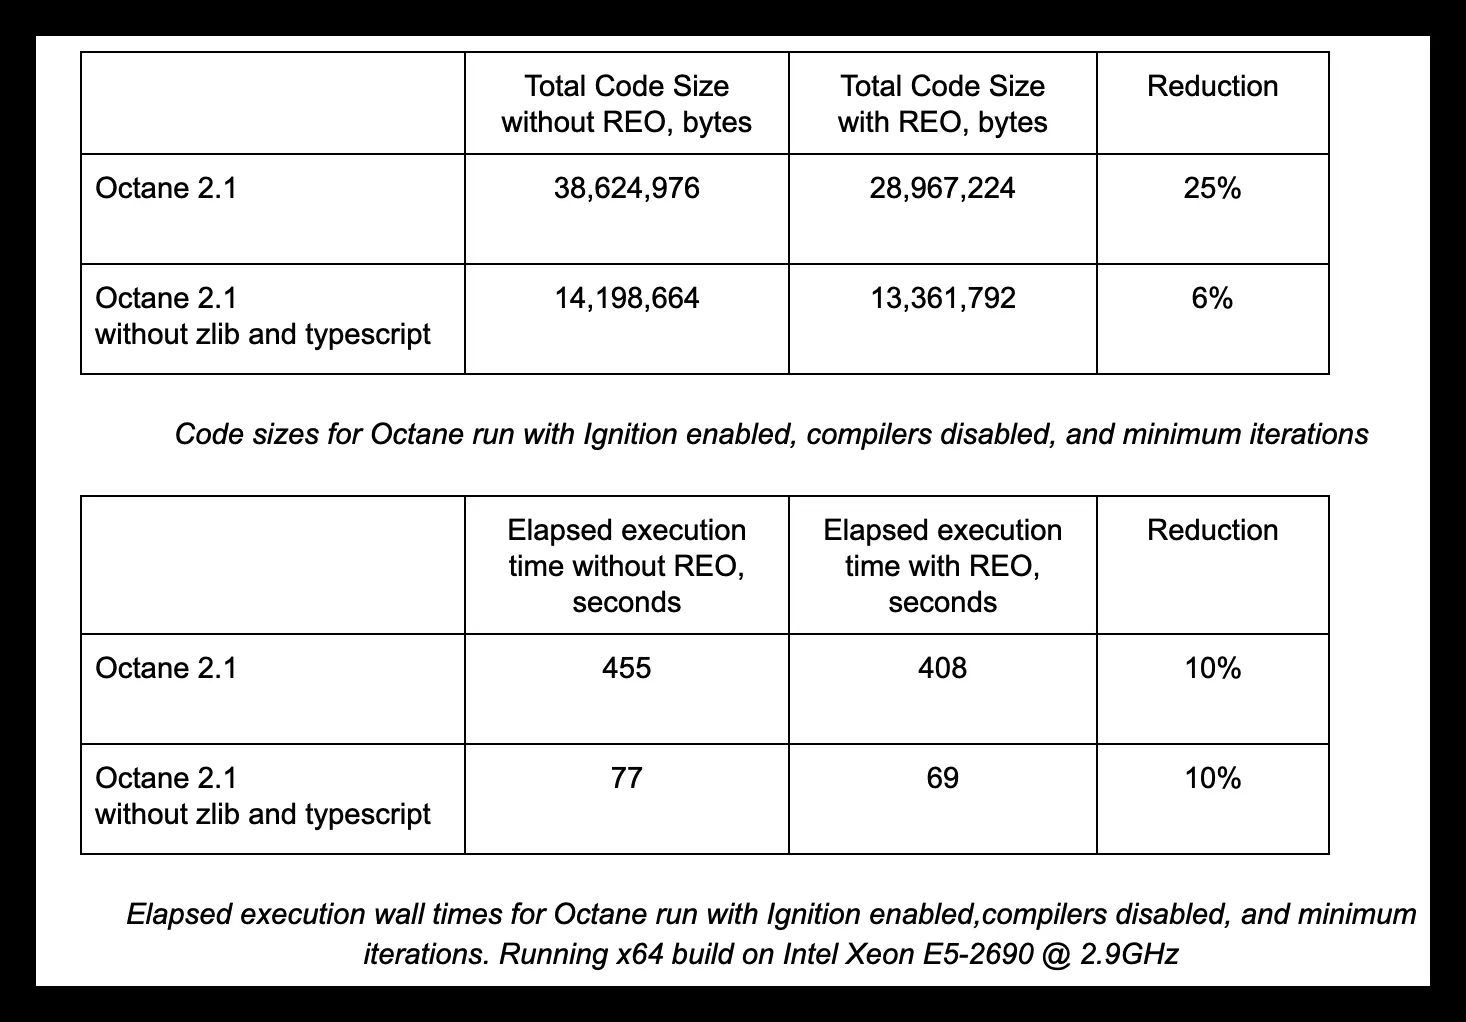 Total Code Size
without REO, bytes
Total Code Size
with REO, bytes
Reduction
Octane 2.1
38,624,976
28,967,224
25%
Octane 2.1
without zlib and typescript
14,198,664
13,361,792
6%
Code sizes for Octane run with Ignition enabled, compilers disabled, and minimum iterations
Elapsed execution
time without REO,
seconds
Elapsed execution
time with REO,
seconds
Reduction
Octane 2.1
455
408
10%
Octane 2.1
without zlib and typescript
77
69
10%
Elapsed execution wall times for Octane run with Ignition enabled,compilers disabled, and minimum
iterations. Running x64 build on Intel Xeon E5-2690 @ 2.9GHz